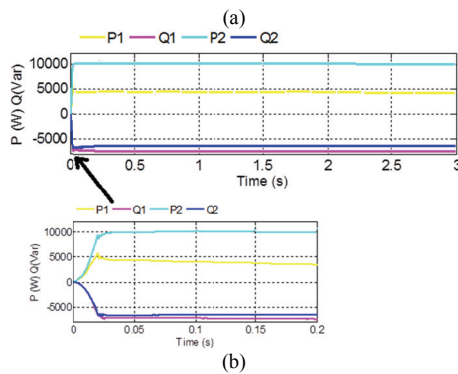 (a)
P1 Q1 P2 Q2
P (W) Q(Var)
10000
5000
0
-5000
0 0.5 1 1.5 2 2.5 3
Time (s)
P1 Q1 P2 Q2
P (W) Q(Var)
10000
5000
0
-5000
0 0.05 0.1 0.15 0.2
Time (s)
(b)